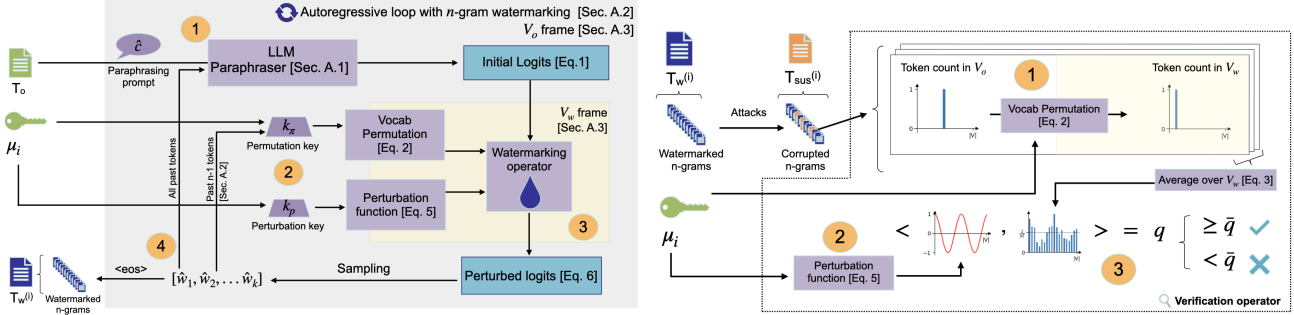 Autoregressive loop with n-gram watermarking [Sec. A.2]
V_o frame [Sec. A.3]
1
ĉ
Paraphrasing
prompt
T_o
LLM
Paraphraser [Sec. A.1]
Initial Logits [Eq.1]
V_w frame
[Sec. A.3]
μ_i
k_π
Permutation key
Vocab
Permutation
[Eq. 2]
Watermarking
operator
All past tokens
Past n-1 tokens
[Sec. A.2]
2
k_p
Perturbation key
Perturbation
function [Eq. 5]
3
4
<eos>
[ŵ_1, ŵ_2, . . . ŵ_k]
Sampling
Perturbed logits [Eq. 6]
T_w^(i)
Watermarked
n-grams
T_w^(i)
T_sus^(i)
Attacks
Watermarked
n-grams
Corrupted
n-grams
Token count in V_o
1
Token count in V_w
1
0
|V|
Vocab Permutation
[Eq. 2]
1
0
|V|
Average over V_w [Eq. 3]
μ_i
2
Perturbation
function [Eq. 5]
<
1
0
-1
|V|
,
|V|
>
= q
≥ q̄
< q̄
3
Verification operator